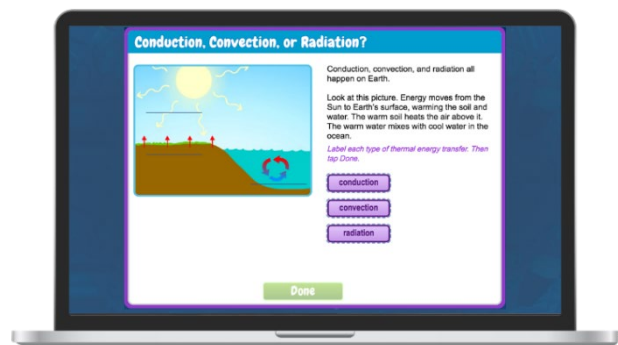 Conduction, Convection, or Radiation?
Conduction, convection, and radiation all
happen on Earth.
Look at this picture. Energy moves from the
Sun to Earth's surface, warming the soil and
water. The warm soil heats the air above it.
The warm water mixes with cool water in the
ocean.
Label each type of thermal energy transfer. Then
tap Done.
conduction
convection
radiation
Done